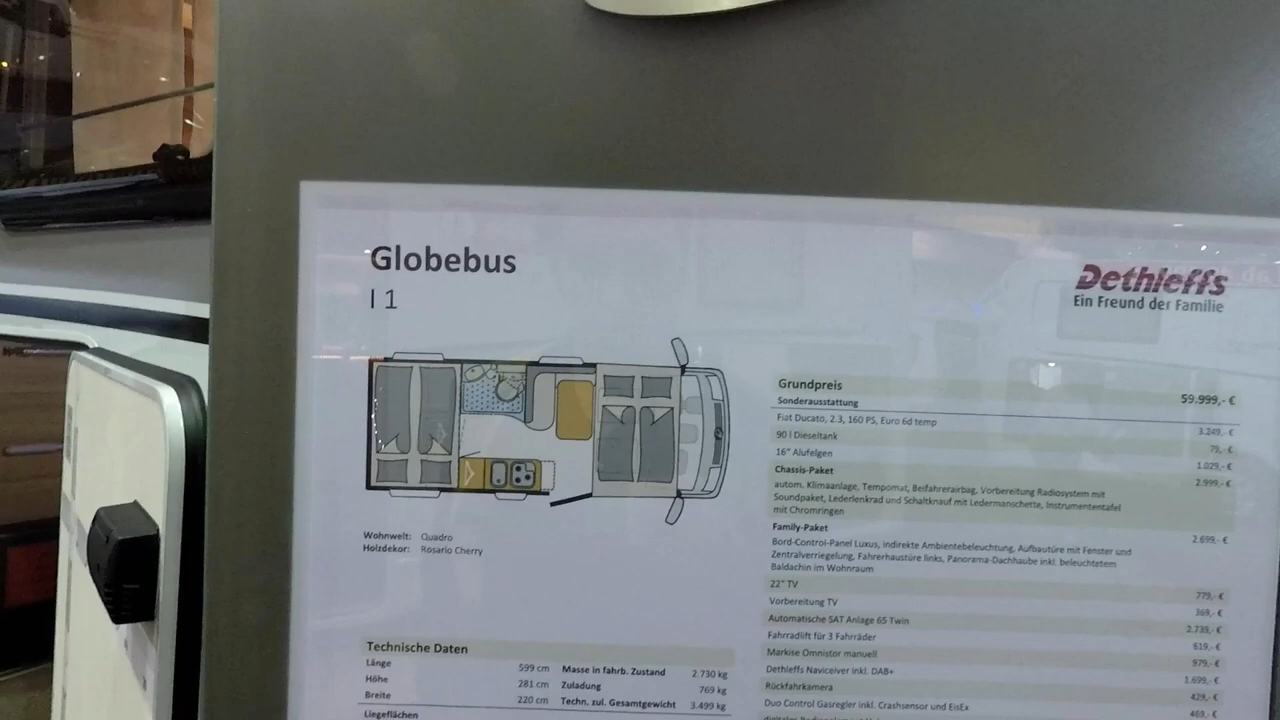 Globebus
I 1
Dethleffs
Ein Freund der Familie
Wohnwelt: Quadro
Holzdekor: Rosario Cherry
Technische Daten
Länge 599 cm Masse in fahrb. Zustand 2.730 kg
Höhe 281 cm Zuladung 769 kg
Breite 220 cm Techn. zul. Gesamtgewicht 3.499 kg
Liegeflächen
Grundpreis 59.999,- €
Sonderausstattung
Fiat Ducato, 2.3, 160 PS, Euro 6d temp 3.249,- €
90 l Dieseltank 79,- €
16" Alufelgen 1.029,- €
Chassis-Paket 2.999,- €
autom. Klimaanlage, Tempomat, Beifahrerairbag, Vorbereitung Radiosystem mit
Soundpaket, Lederlenkrad und Schaltknauf mit Ledermanschette, Instrumententafel
mit Chromringen
Family-Paket 2.699,- €
Bord-Control-Panel Luxus, indirekte Ambientebeleuchtung, Aufbautüre mit Fenster und
Zentralverriegelung, Fahrerhaustüre links, Panorama-Dachhaube inkl. beleuchtetem
Baldachin im Wohnraum
22" TV 779,- €
Vorbereitung TV 369,- €
Automatische SAT Anlage 65 Twin 2.739,- €
Fahrradlift für 3 Fahrräder 619,- €
Markise Omnistor manuell 979,- €
Dethleffs Naviceiver inkl. DAB+ 1.699,- €
Rückfahrkamera 429,- €
Duo Control Gasregler inkl. Crashsensor und EisEx 469,- €